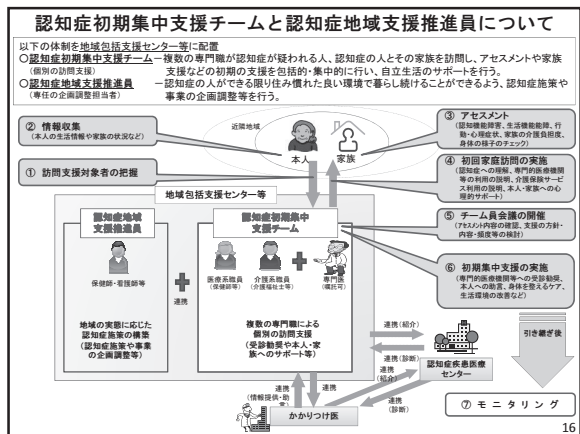 認知症初期集中支援チームと認知症地域支援推進員について
以下の体制を地域包括支援センター等に配置
○認知症初期集中支援チームー複数の専門職が認知症が疑われる人、認知症の人とその家族を訪問し、アセスメントや家族
(個別の訪問支援)
支援などの初期の支援を包括的・集中的に行い、自立生活のサポートを行う。
○認知症地域支援推進員
ー認知症の人ができる限り住み慣れた良い環境で暮らし続けることができるよう、認知症施策や
(専任の企画調整担当者)
事業の企画調整等を行う。
② 情報収集
(本人の生活情報や家族の状況など)
近隣地域
本人
家族
③ アセスメント
(認知機能障害、生活機能障害、行
動・心理症状、家族の介護負担度、
身体の様子のチェック)
① 訪問支援対象者の把握
④ 初回家庭訪問の実施
(認知症への理解、専門的医療機関
等の利用の説明、介護保険サービ
ス利用の説明、本人・家族への心
理的サポート)
地域包括支援センター等
認知症地域
支援推進員
保健師・看護師等
連携
地域の実態に応じた
認知症施策の構築
(認知症施策や事業
の企画調整等)
認知症初期集中
支援チーム
医療系職員
(保健師等)
介護系職員
(介護福祉士等)
専門医
(嘱託可)
複数の専門職による
個別の訪問支援
(受診勧奨や本人・家
族へのサポート等)
⑤ チーム員会議の開催
(アセスメント内容の確認、支援の方針・
内容・頻度等の検討)
⑥ 初期集中支援の実施
(専門的医療機関等への受診勧奨、
本人への助言、身体を整えるケア、
生活環境の改善など)
連携(紹介)
連携(診断)
認知症疾患医療
センター
引き継ぎ後
連携
(情報提供・助
言)
連携
連携
(紹介)
連携
(診断)
かかりつけ医
⑦ モニタリング
16